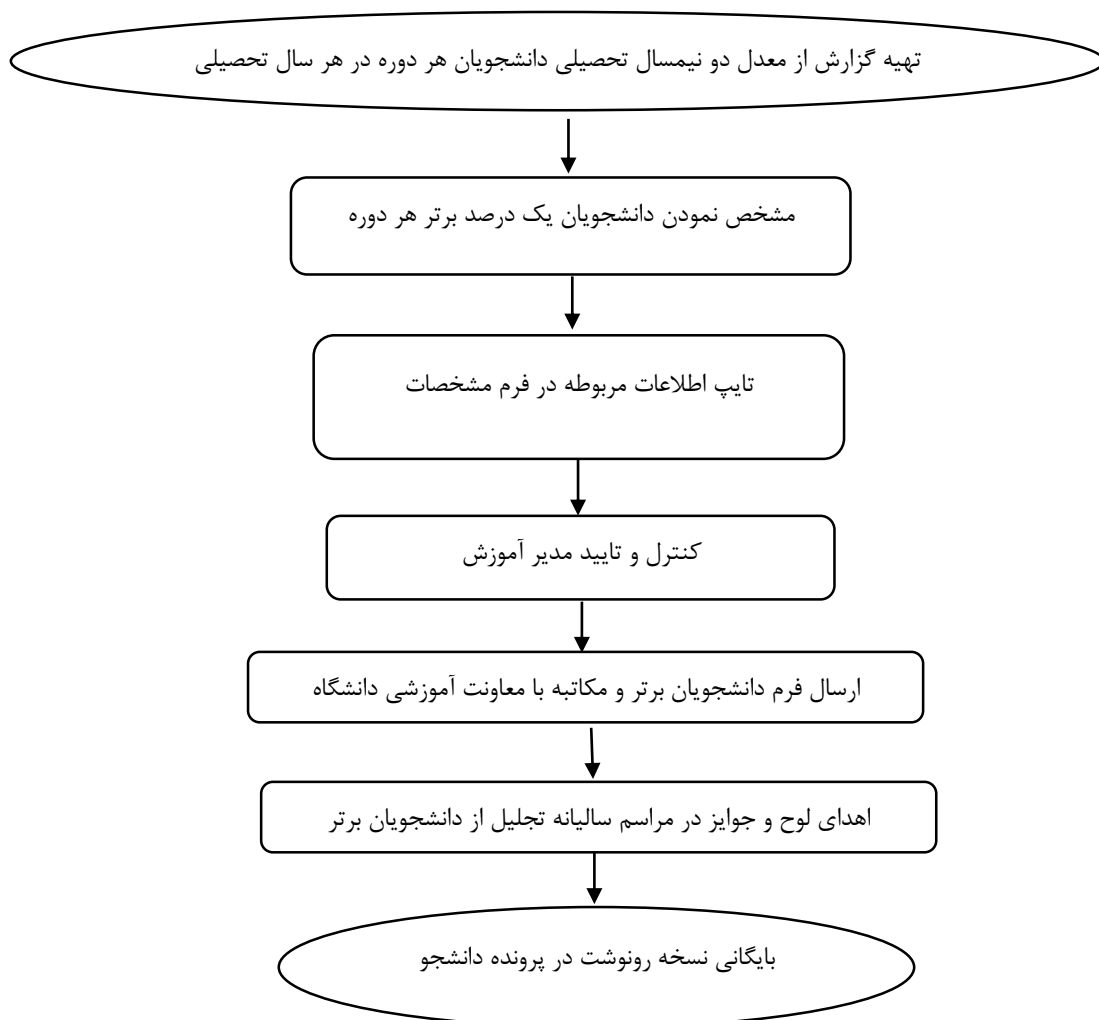 تهیه گزارش از معدل دو نیمسال تحصیلی دانشجویان هر دوره در هر سال تحصیلی
مشخص نمودن دانشجویان یک درصد برتر هر دوره
تایپ اطلاعات مربوطه در فرم مشخصات
کنترل و تایید مدیر آموزش
ارسال فرم دانشجویان برتر و مکاتبه با معاونت آموزشی دانشگاه
اهدای لوح و جوایز در مراسم سالیانه تجلیل از دانشجویان برتر
بایگانی نسخه رونوشت در پرونده دانشجو